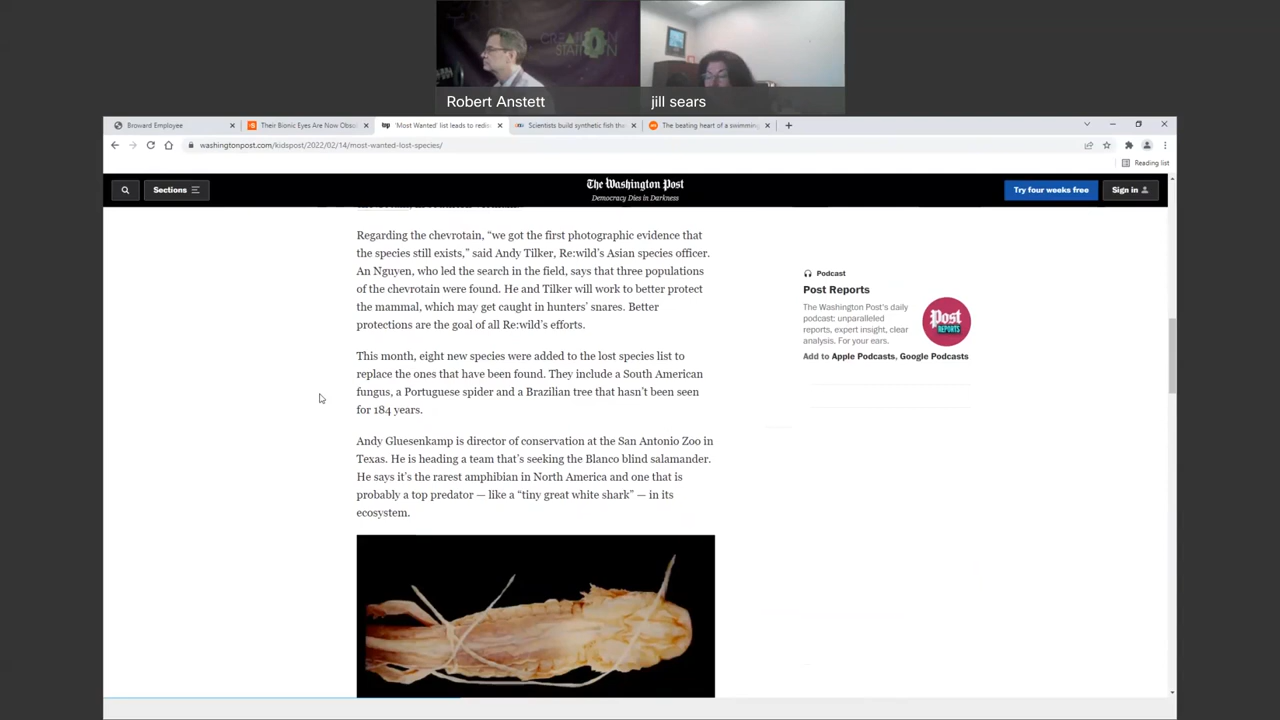 CREATION
STATION
Robert Anstett
jill sears
Broward Employee
Their Bionic Eyes Are Now Obso
wp 'Most Wanted' list leads to redis
Scientists build synthetic fish th
The beating heart of a swimming
washingtonpost.com/kidspost/2022/02/14/most-wanted-lost-species/
Reading list
Sections
The Washington Post
Democracy Dies in Darkness
Try four weeks free
Sign in
Regarding the chevrotain, “we got the first photographic evidence that
the species still exists,” said Andy Tilker, Re:wild’s Asian species officer.
An Nguyen, who led the search in the field, says that three populations
of the chevrotain were found. He and Tilker will work to better protect
the mammal, which may get caught in hunters’ snares. Better
protections are the goal of all Re:wild’s efforts.
This month, eight new species were added to the lost species list to
replace the ones that have been found. They include a South American
fungus, a Portuguese spider and a Brazilian tree that hasn’t been seen
for 184 years.
Andy Gluesenkamp is director of conservation at the San Antonio Zoo in
Texas. He is heading a team that’s seeking the Blanco blind salamander.
He says it’s the rarest amphibian in North America and one that is
probably a top predator — like a “tiny great white shark” — in its
ecosystem.
Podcast
Post Reports
The Washington Post's daily
podcast: unparalleled
reports, expert insight, clear
analysis. For your ears.
Post
REPORTS
Add to Apple Podcasts, Google Podcasts